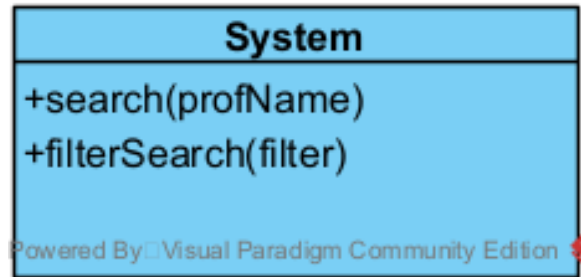 System
+search(profName)
+filterSearch(filter)
Powered By Visual Paradigm Community Edition